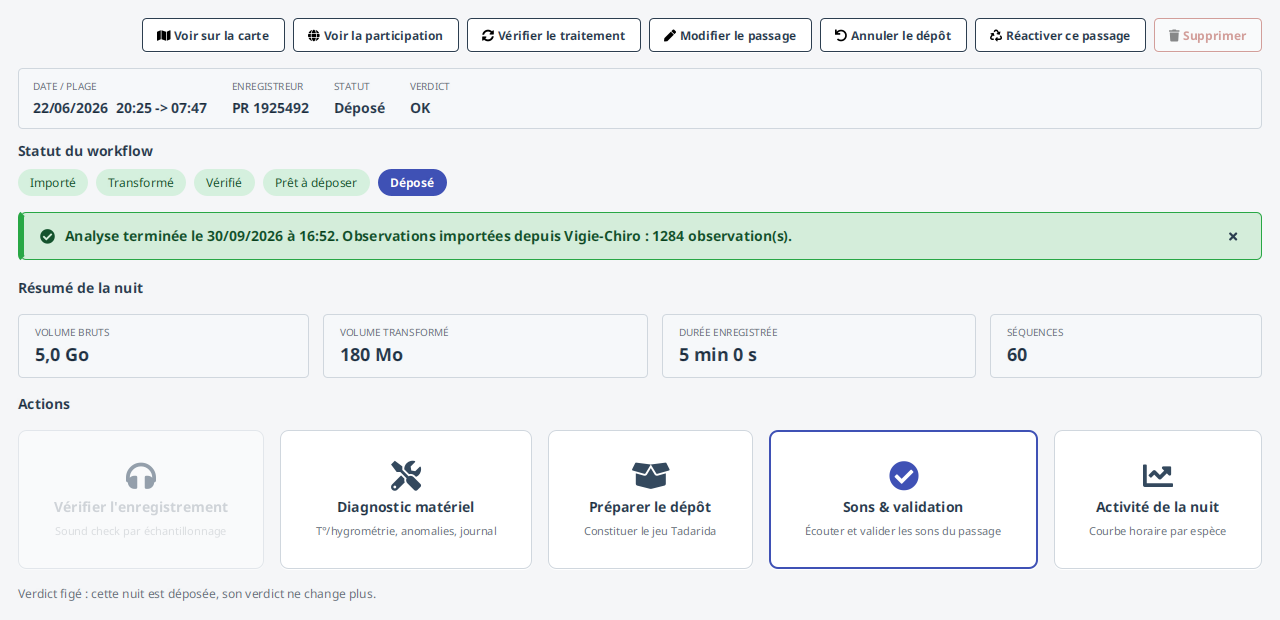 Voir sur la carte
Voir la participation
Vérifier le traitement
Modifier le passage
Annuler le dépôt
Réactiver ce passage
Supprimer
DATE / PLAGE
22/06/2026  20:25 -> 07:47
ENREGISTREUR
PR 1925492
STATUT
Déposé
VERDICT
OK
Statut du workflow
Importé
Transformé
Vérifié
Prêt à déposer
Déposé
Analyse terminée le 30/09/2026 à 16:52. Observations importées depuis Vigie-Chiro : 1284 observation(s).
Résumé de la nuit
VOLUME BRUTS
5,0 Go
VOLUME TRANSFORMÉ
180 Mo
DURÉE ENREGISTRÉE
5 min 0 s
SÉQUENCES
60
Actions
Vérifier l'enregistrement
Sound check par échantillonnage
Diagnostic matériel
T°/hygrométrie, anomalies, journal
Préparer le dépôt
Constituer le jeu Tadarida
Sons & validation
Écouter et valider les sons du passage
Activité de la nuit
Courbe horaire par espèce
Verdict figé : cette nuit est déposée, son verdict ne change plus.